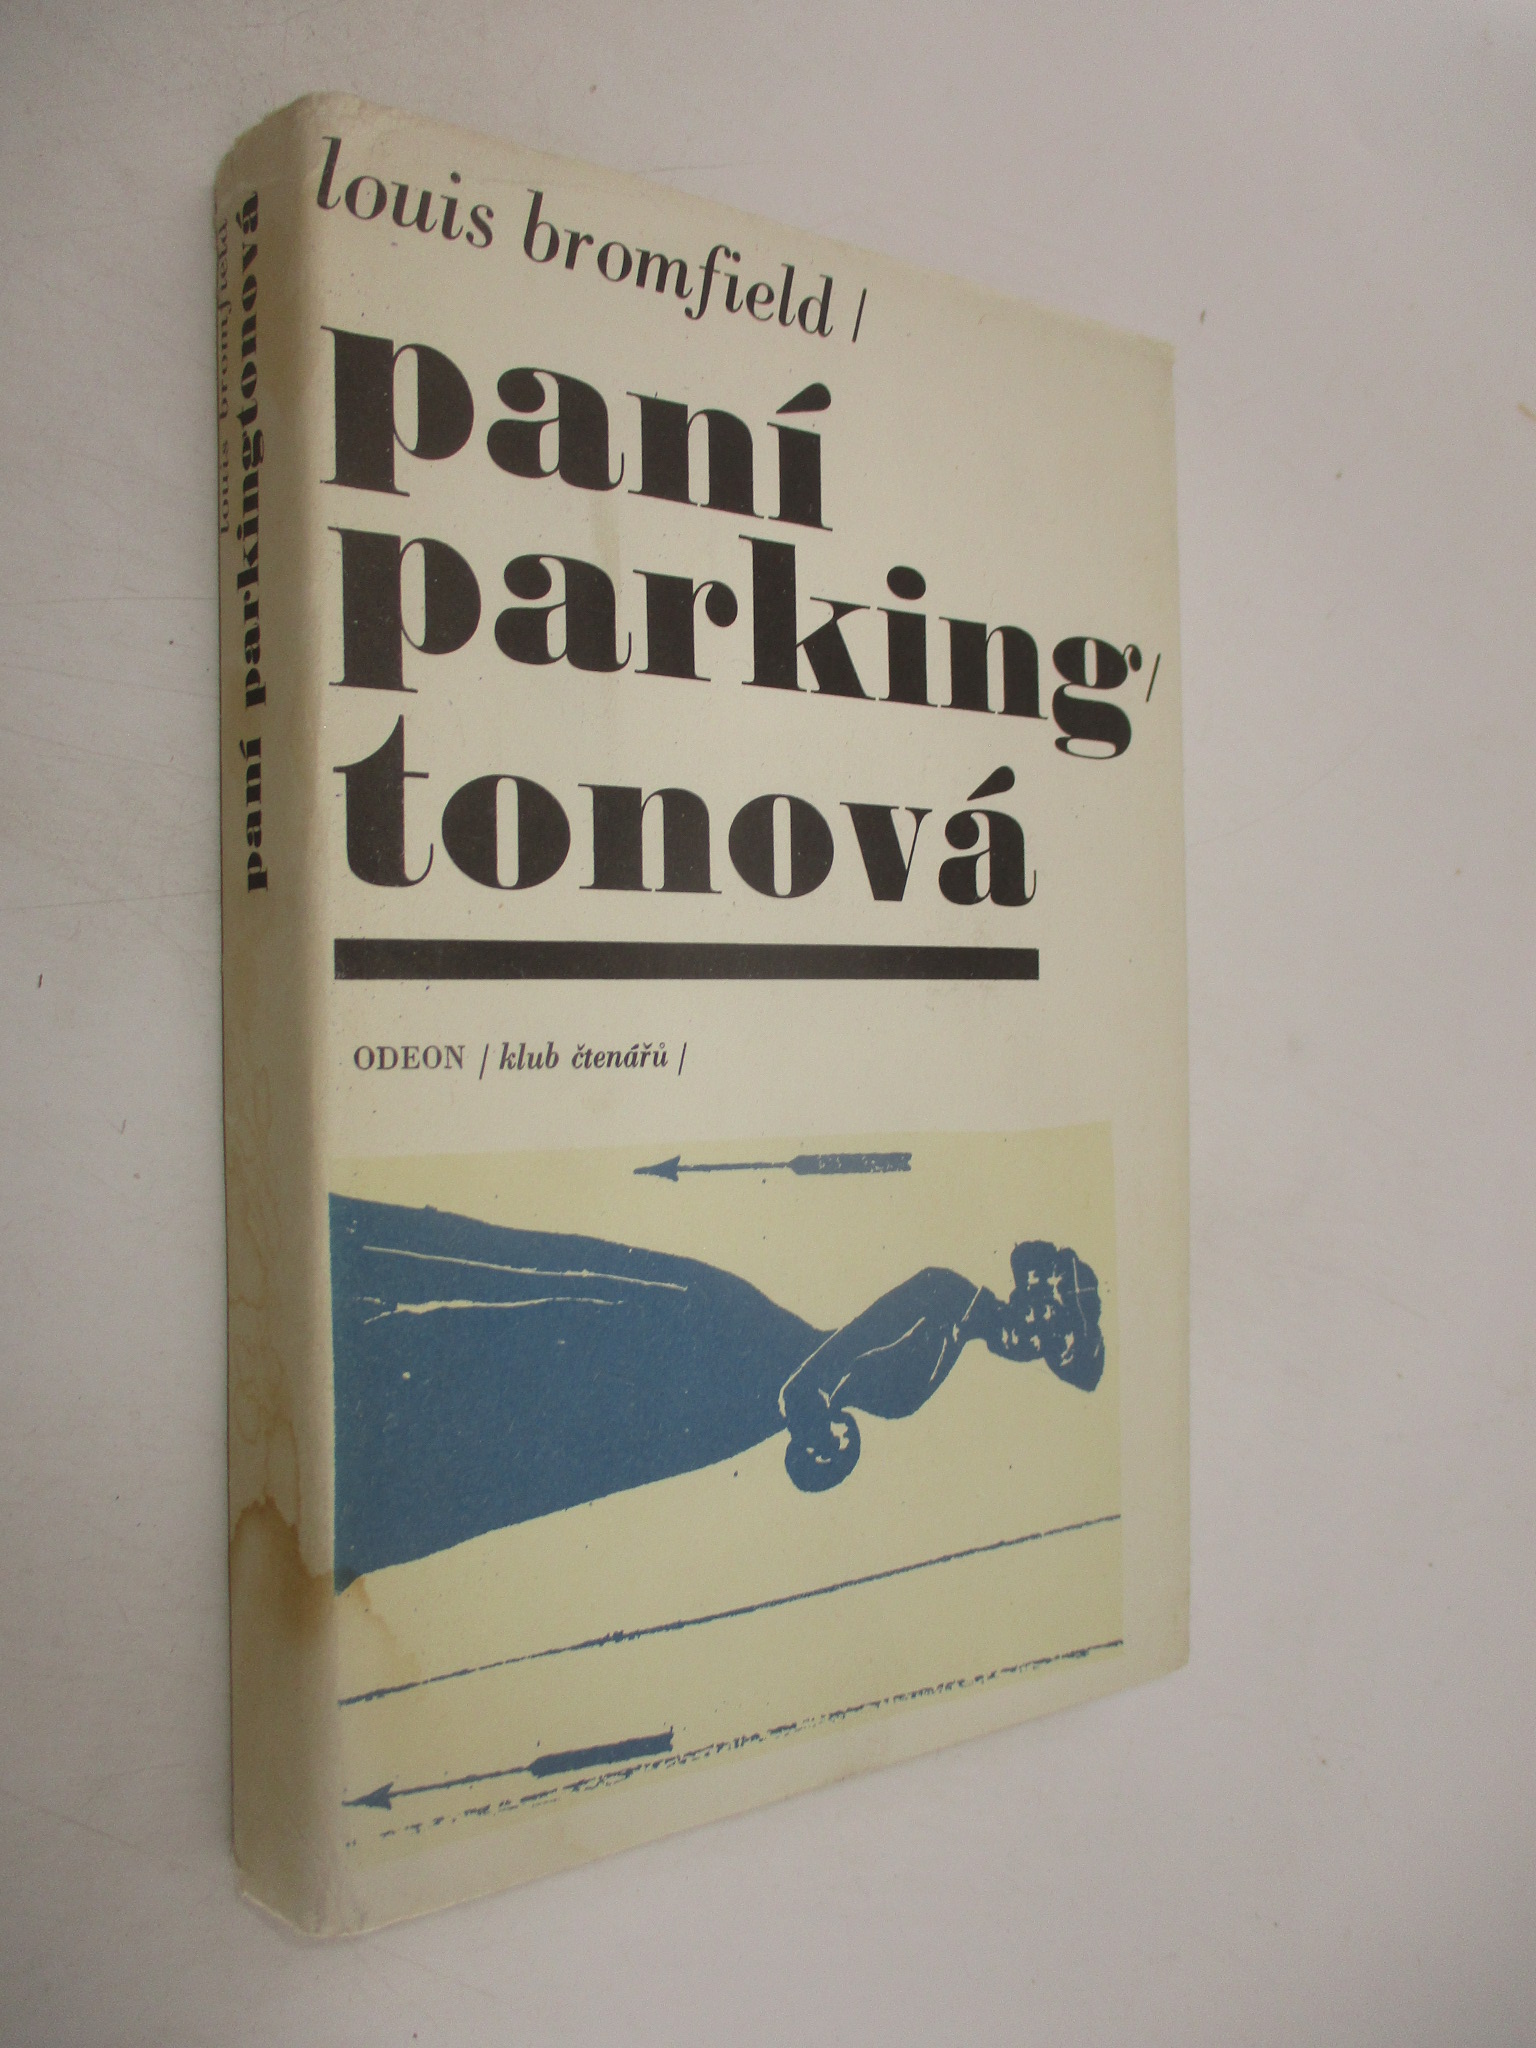 louis bromfield /
paní
parking/
tonová
ODEON / klub čtenářů /
louis bromfield
paní parkingtonová